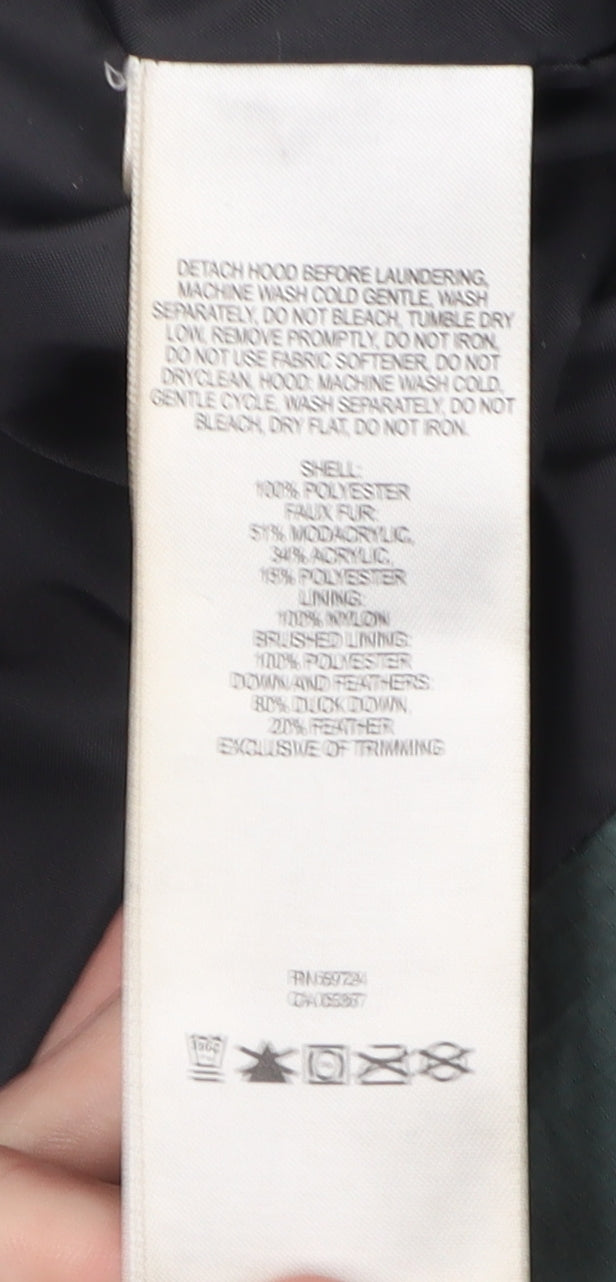 DETACH HOOD BEFORE LAUNDERING,
MACHINE WASH COLD GENTLE, WASH
SEPARATELY, DO NOT BLEACH, TUMBLE DRY
LOW, REMOVE PROMPTLY, DO NOT IRON,
DO NOT USE FABRIC SOFTENER, DO NOT
DRYCLEAN, HOOD: MACHINE WASH COLD,
GENTLE CYCLE, WASH SEPARATELY, DO NOT
BLEACH, DRY FLAT, DO NOT IRON.
SHELL:
100% POLYESTER
FAUX FUR:
51% MODACRYLIC,
34% ACRYLIC,
15% POLYESTER
LINING:
100% NYLON
BRUSHED LINING:
100% POLYESTER
DOWN AND FEATHERS:
80% DUCK DOWN,
20% FEATHER
EXCLUSIVE OF TRIMMING